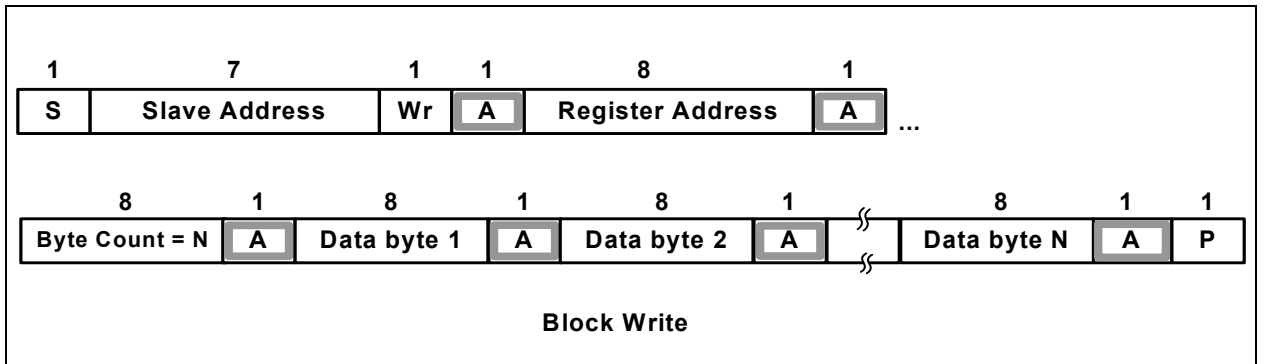 1 7 1 1 8 1
S Slave Address Wr A Register Address A ...
8 1 8 1 8 1 8 1 1
Byte Count = N A Data byte 1 A Data byte 2 A Data byte N A P
Block Write